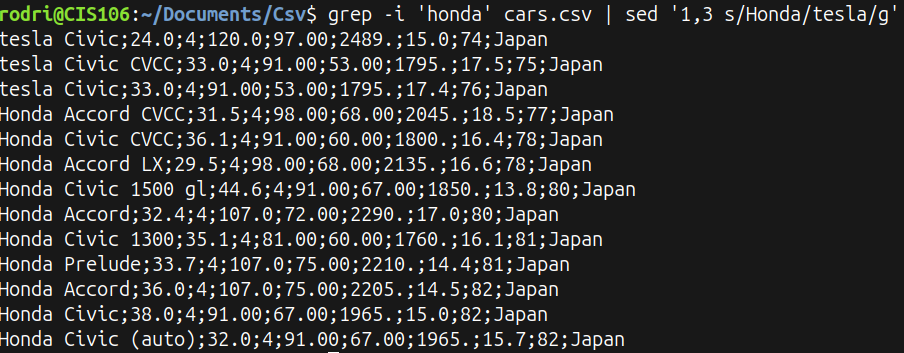 rodri@CIS106:~/Documents/Csv$ grep -i 'honda' cars.csv | sed '1,3 s/Honda/tesla/g'
tesla Civic;24.0;4;120.0;97.00;2489.;15.0;74;Japan
tesla Civic CVCC;33.0;4;91.00;53.00;1795.;17.5;75;Japan
tesla Civic;33.0;4;91.00;53.00;1795.;17.4;76;Japan
Honda Accord CVCC;31.5;4;98.00;68.00;2045.;18.5;77;Japan
Honda Civic CVCC;36.1;4;91.00;60.00;1800.;16.4;78;Japan
Honda Accord LX;29.5;4;98.00;68.00;2135.;16.6;78;Japan
Honda Civic 1500 gl;44.6;4;91.00;67.00;1850.;13.8;80;Japan
Honda Accord;32.4;4;107.0;72.00;2290.;17.0;80;Japan
Honda Civic 1300;35.1;4;81.00;60.00;1760.;16.1;81;Japan
Honda Prelude;33.7;4;107.0;75.00;2210.;14.4;81;Japan
Honda Accord;36.0;4;107.0;75.00;2205.;14.5;82;Japan
Honda Civic;38.0;4;91.00;67.00;1965.;15.0;82;Japan
Honda Civic (auto);32.0;4;91.00;67.00;1965.;15.7;82;Japan